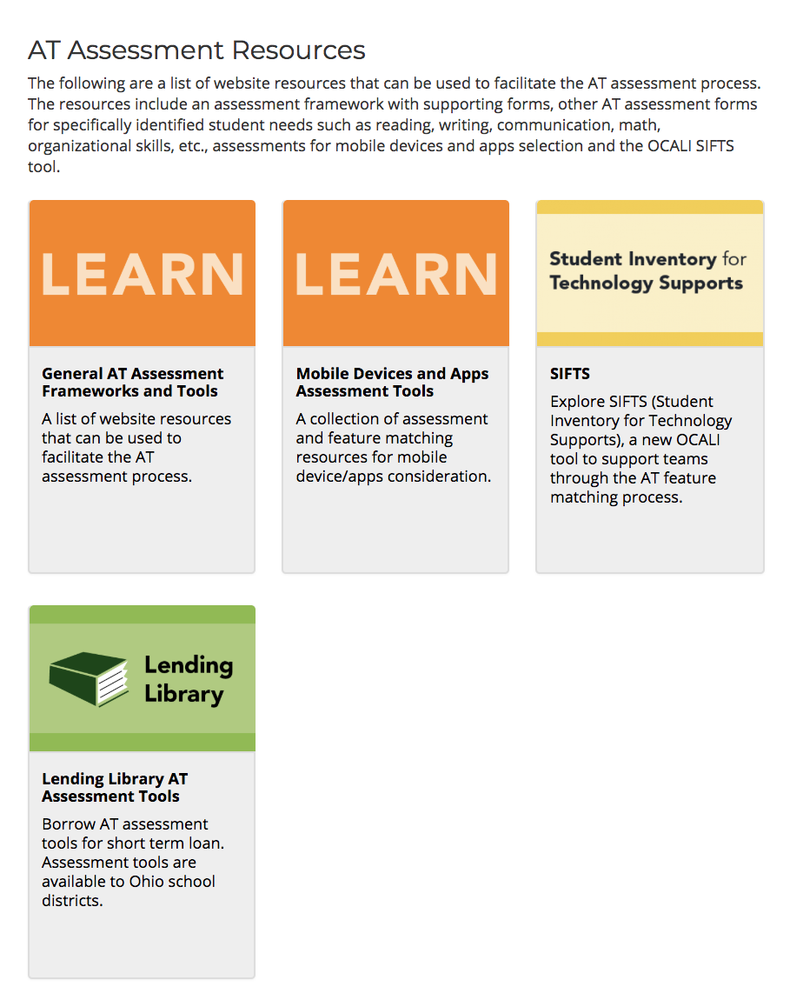 AT Assessment Resources
The following are a list of website resources that can be used to facilitate the AT assessment process.
The resources include an assessment framework with supporting forms, other AT assessment forms
for specifically identified student needs such as reading, writing, communication, math,
organizational skills, etc., assessments for mobile devices and apps selection and the OCALI SIFTS
tool.
LEARN
General AT Assessment
Frameworks and Tools
A list of website resources
that can be used to
facilitate the AT
assessment process.
LEARN
Mobile Devices and Apps
Assessment Tools
A collection of assessment
and feature matching
resources for mobile
device/apps consideration.
Student Inventory for
Technology Supports
SIFTS
Explore SIFTS (Student
Inventory for Technology
Supports), a new OCALI
tool to support teams
through the AT feature
matching process.
Lending
Library
Lending Library AT
Assessment Tools
Borrow AT assessment
tools for short term loan.
Assessment tools are
available to Ohio school
districts.